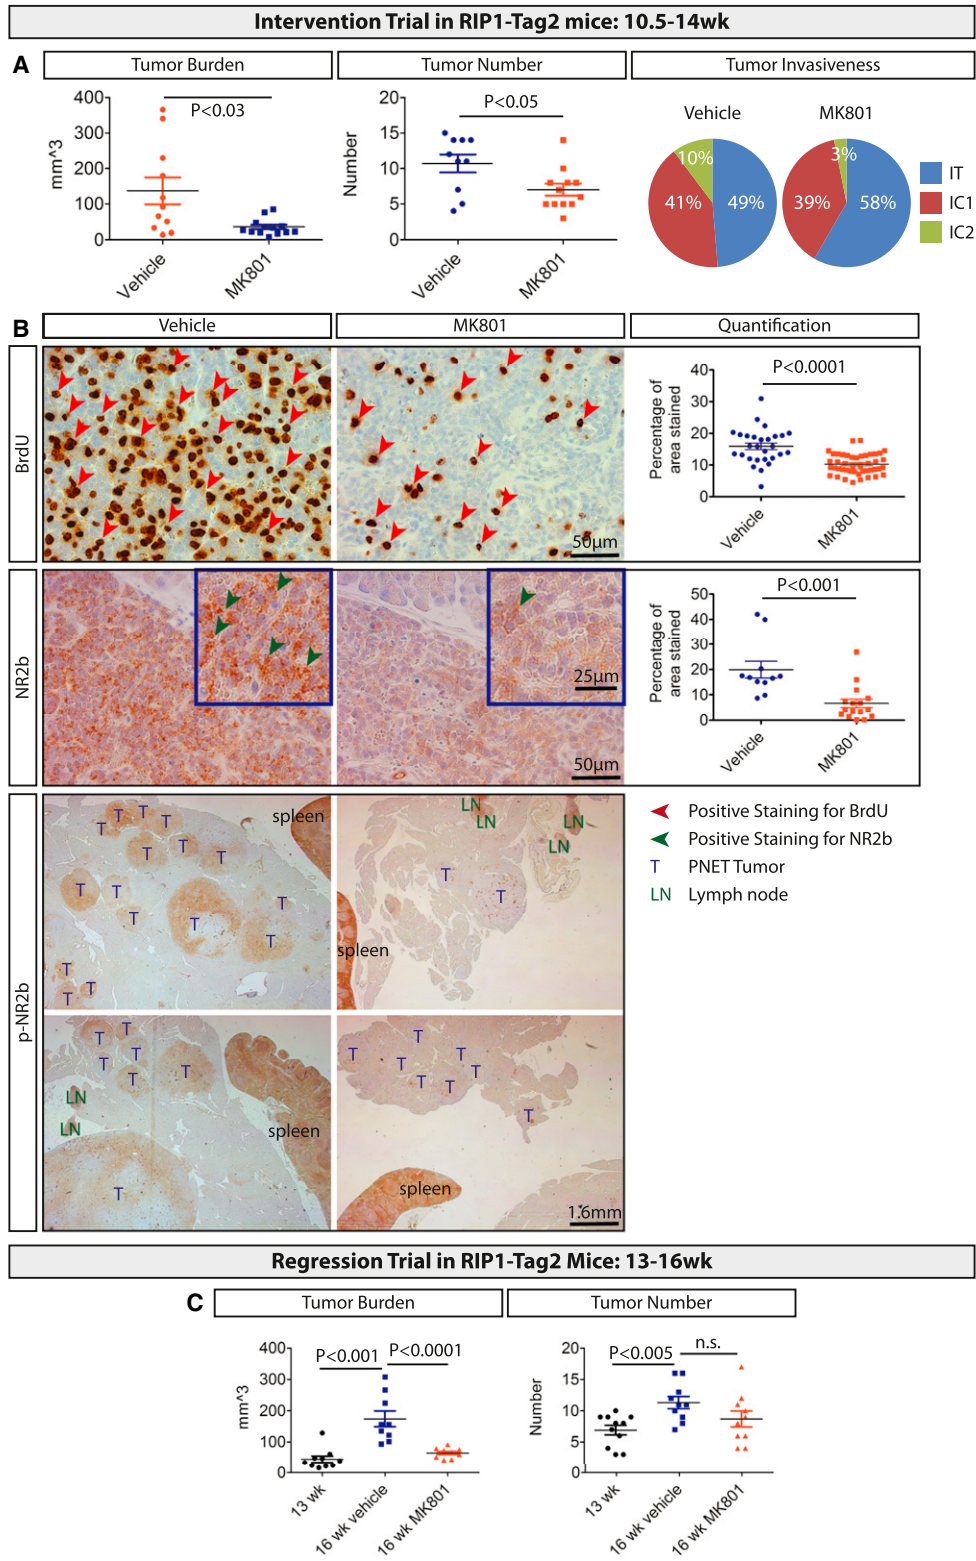 Intervention Trial in RIP1-Tag2 mice: 10.5-14wk
A
Tumor Burden
Tumor Number
Tumor Invasiveness
400
300
200
100
0
mm^3
P<0.03
Vehicle
MK801
20
15
10
5
0
Number
P<0.05
Vehicle
MK801
Vehicle
MK801
10%
41%
49%
3%
39%
58%
IT
IC1
IC2
B
Vehicle
MK801
Quantification
BrdU
50µm
40
30
20
10
0
Percentage of
area stained
P<0.0001
Vehicle
MK801
NR2b
25µm
50µm
50
40
30
20
10
0
Percentage of
area stained
P<0.001
Vehicle
MK801
p-NR2b
T T T T
T T T
spleen
T T T T T T
T T T
LN LN LN LN
T T
spleen
Positive Staining for BrdU
Positive Staining for NR2b
T PNET Tumor
LN Lymph node
T T T T T T
LN
LN
spleen
T
T T T T T T T
T
spleen
1.6mm
Regression Trial in RIP1-Tag2 Mice: 13-16wk
C
Tumor Burden
Tumor Number
400
300
200
100
0
mm^3
P<0.001
P<0.0001
13 wk
16 wk vehicle
16 wk MK801
20
15
10
5
0
Number
P<0.005
n.s.
13 wk
16 wk vehicle
16 wk MK801